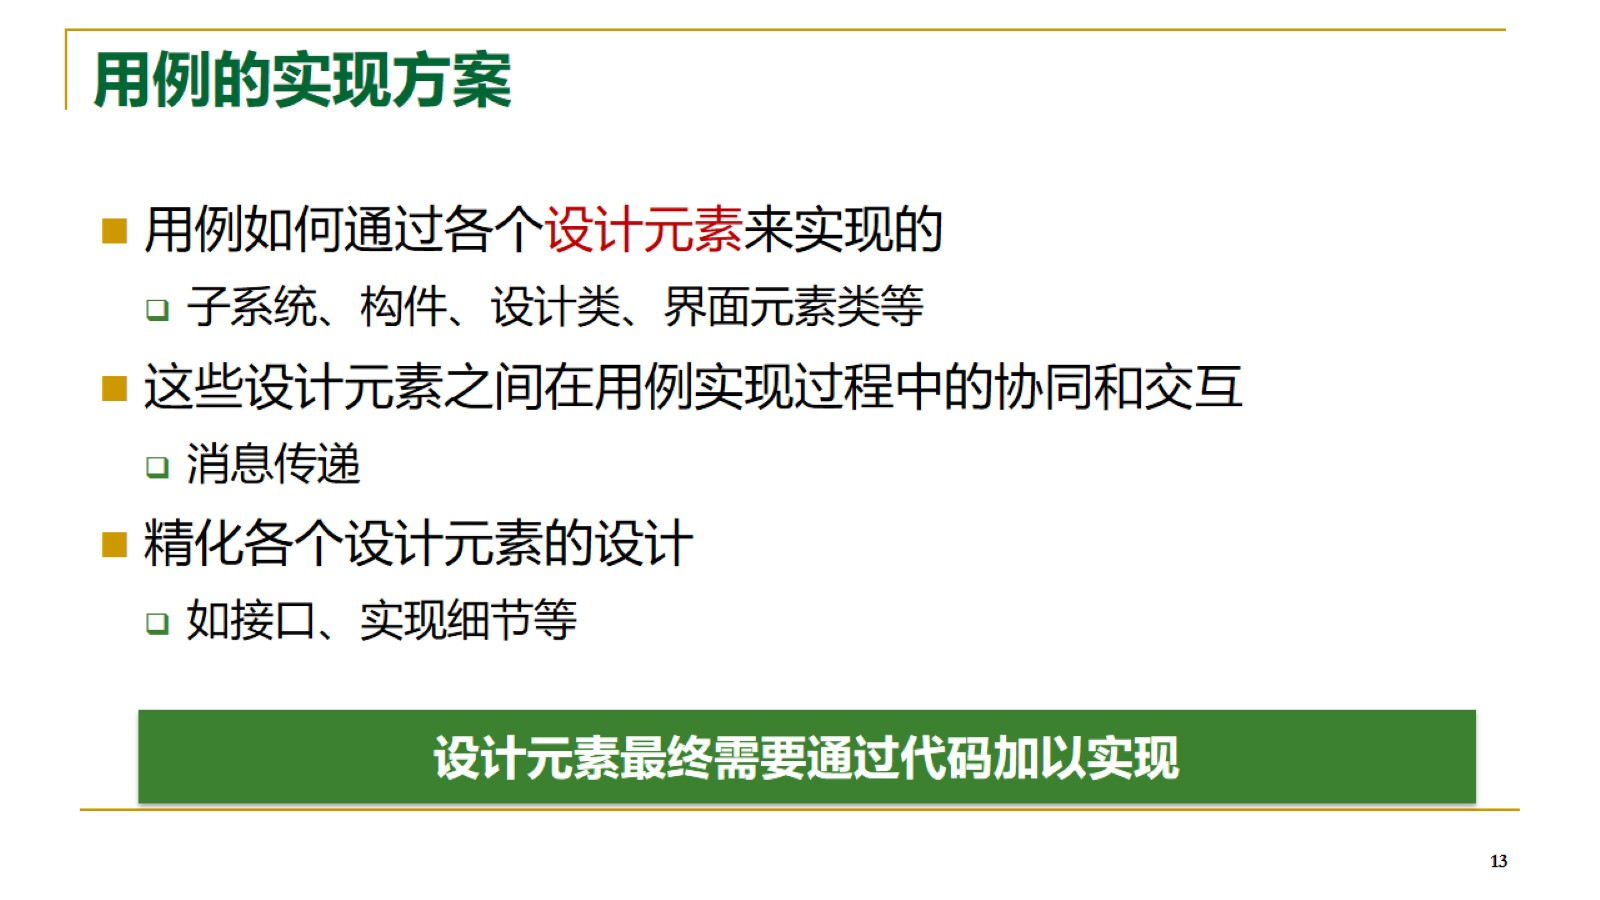 用例的实现方案
用例如何通过各个设计元素来实现的
子系统、构件、设计类、界面元素类等
这些设计元素之间在用例实现过程中的协同和交互
消息传递
精化各个设计元素的设计
如接口、实现细节等
设计元素最终需要通过代码加以实现
13